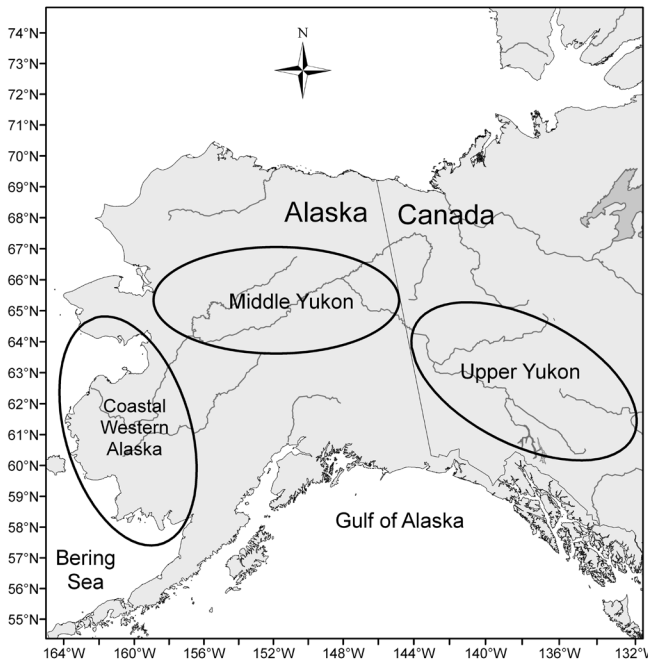 N
74°N
73°N
72°N
71°N
70°N
69°N
68°N
67°N
66°N
65°N
64°N
63°N
62°N
61°N
60°N
59°N
58°N
57°N
56°N
55°N
Alaska
Canada
Middle Yukon
Upper Yukon
Coastal
Western
Alaska
Gulf of Alaska
Bering
Sea
164°W 160°W 156°W 152°W 148°W 144°W 140°W 136°W 132°W